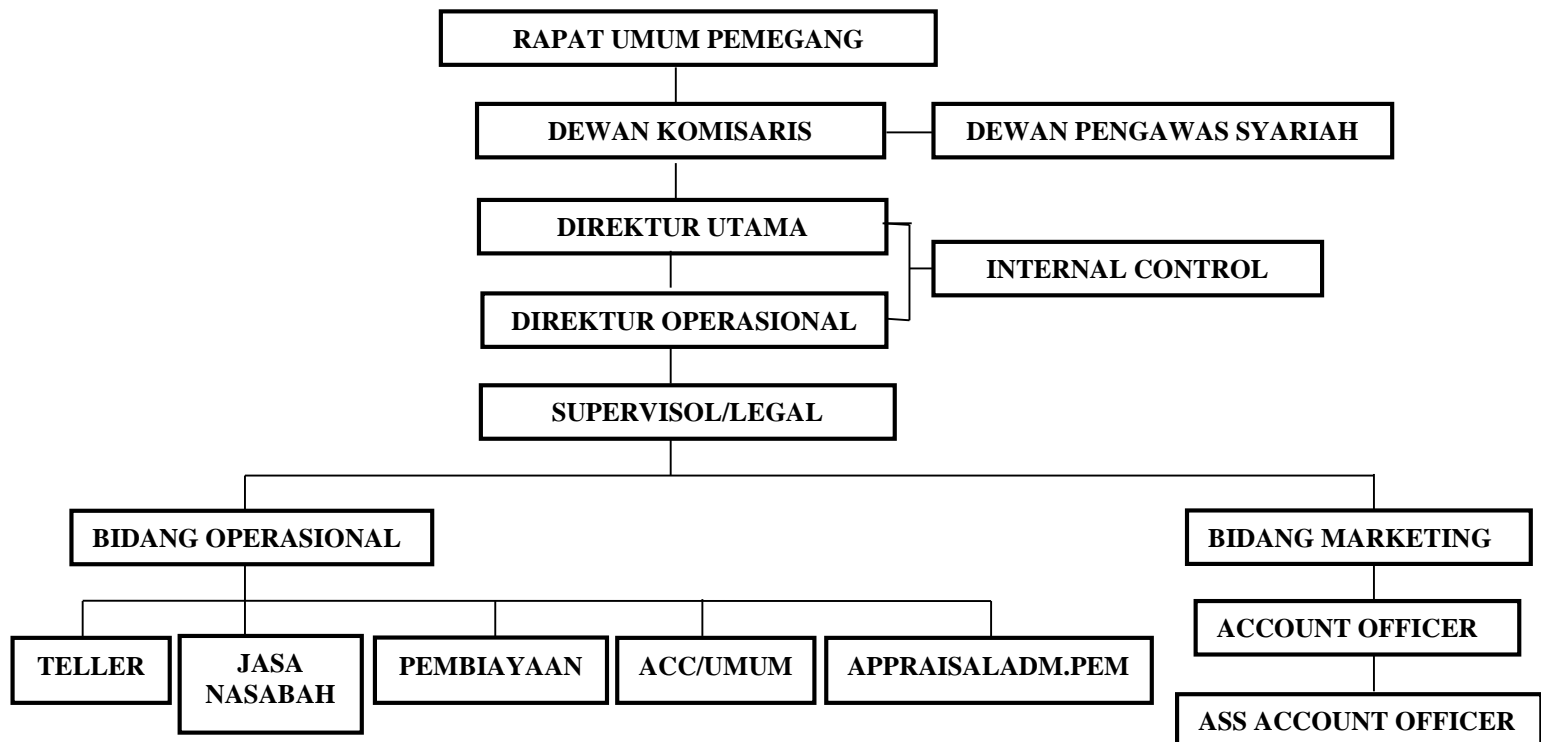 RAPAT UMUM PEMEGANG
DEWAN KOMISARIS
DEWAN PENGAWAS SYARIAH
DIREKTUR UTAMA
INTERNAL CONTROL
DIREKTUR OPERASIONAL
SUPERVISOL/LEGAL
BIDANG OPERASIONAL
BIDANG MARKETING
TELLER
JASA
NASABAH
PEMBIAYAAN
ACC/UMUM
APPRAISALADM.PEM
ACCOUNT OFFICER
ASS ACCOUNT OFFICER